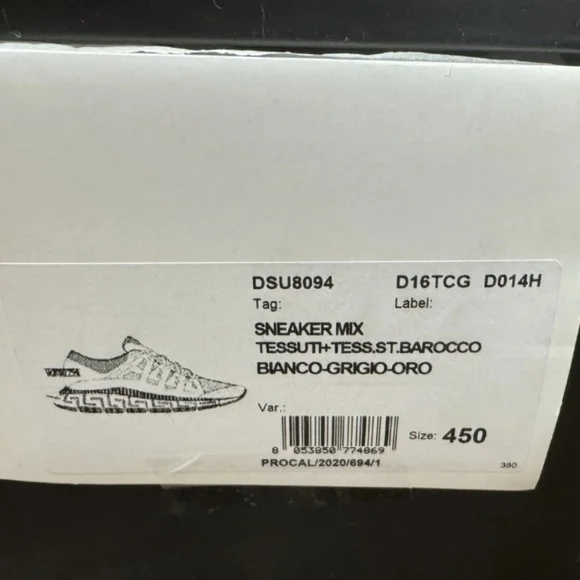 DSU8094 D16TCG D014H
Tag: Label:
SNEAKER MIX
TESSUTI+TESS.ST.BAROCCO
BIANCO-GRIGIO-ORO
Var.:
8 053850 774869
Size: 450
PROCAL/2020/694/1
380